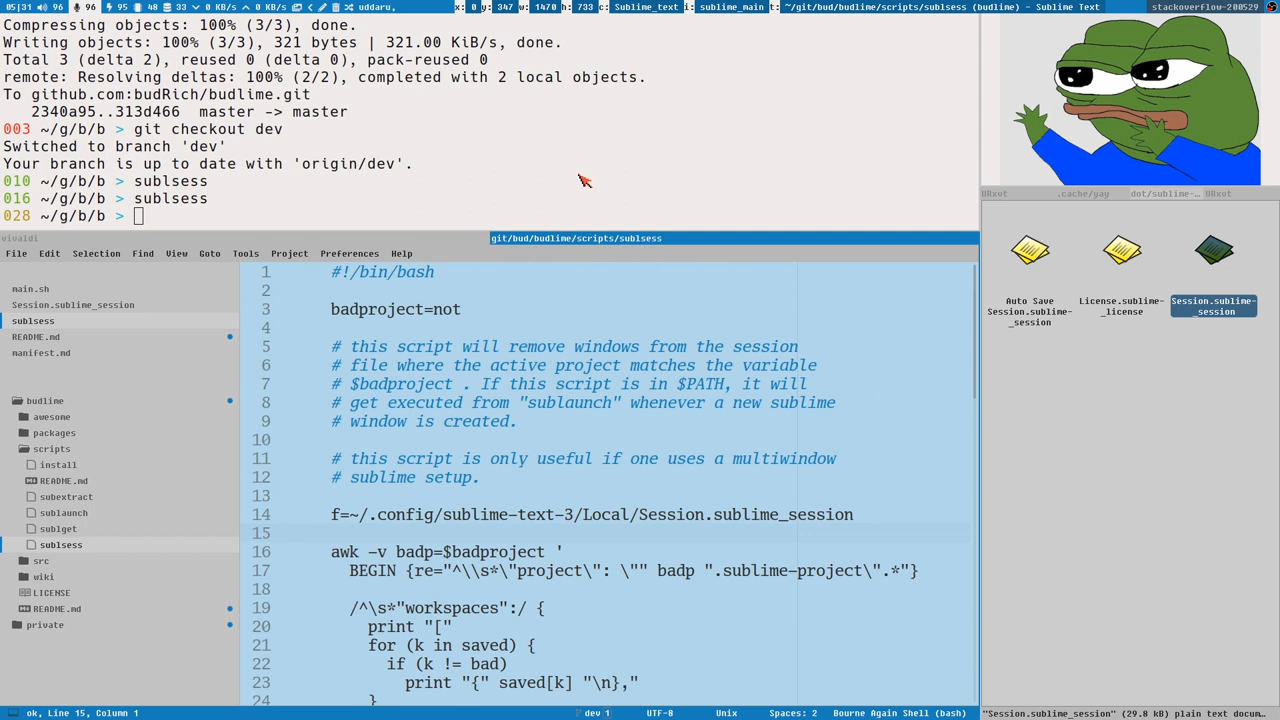 05|31 96 96 95 48 33 0 KB/s 0 KB/s uddaru, x: 0 y: 347 w: 1470 h: 733 c: Sublime_text i: sublime_main t: ~/git/bud/budlime/scripts/sublsess (budlime) - Sublime Text stackoverflow-200529
Compressing objects: 100% (3/3), done.
Writing objects: 100% (3/3), 321 bytes | 321.00 KiB/s, done.
Total 3 (delta 2), reused 0 (delta 0), pack-reused 0
remote: Resolving deltas: 100% (2/2), completed with 2 local objects.
To github.com:budRich/budlime.git
2340a95..313d466 master -> master
003 ~/g/b/b > git checkout dev
Switched to branch 'dev'
Your branch is up to date with 'origin/dev'.
010 ~/g/b/b > sublsess
016 ~/g/b/b > sublsess
028 ~/g/b/b >
URxvt .cache/yay dot/sublime-... URxvt
Auto Save
Session.sublime-
_session
License.sublime-
_license
Session.sublime-
_session
vivaldi git/bud/budlime/scripts/sublsess
File Edit Selection Find View Goto Tools Project Preferences Help
main.sh
Session.sublime_session
sublsess
README.md
manifest.md
budlime
awesome
packages
scripts
install
README.md
subextract
sublaunch
sublget
sublsess
src
wiki
LICENSE
README.md
private
1 #!/bin/bash
2
3 badproject=not
4
5 # this script will remove windows from the session
6 # file where the active project matches the variable
7 # $badproject . If this script is in $PATH, it will
8 # get executed from "sublaunch" whenever a new sublime
9 # window is created.
10
11 # this script is only useful if one uses a multiwindow
12 # sublime setup.
13
14 f=~/.config/sublime-text-3/Local/Session.sublime_session
15
16 awk -v badp=$badproject '
17 BEGIN {re="^\\s*\"project\": \"" badp ".sublime-project\".*"}
18
19 /^\s*"workspaces":/ {
20 print "["
21 for (k in saved) {
22 if (k != bad)
23 print "{" saved[k] "\n},"
24 }
ok, Line 15, Column 1 dev 1 UTF-8 Unix Spaces: 2 Bourne Again Shell (bash)
"Session.sublime_session" (29.8 kB) plain text docum...